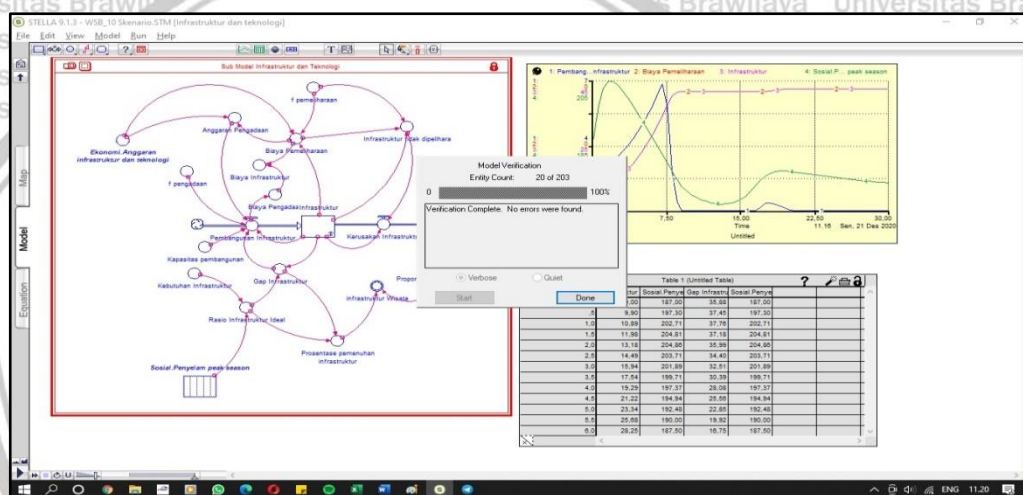 STELLA 9.1.3 - WSB_10 Skenario.STM [Infrastruktur dan teknologi]
File Edit View Model Run Help
Sub Model Infrastruktur dan Teknologi
f pemeliharaan
Anggaran Pengadaan
Ekonomi.Anggaran
infrastruksur dan teknologi
Biaya Pemeliharaan
Infrastruktur tidak dipelihara
Biaya Infrastruktur
f pengadaan
Biaya Pengadaan
Infrastruktur
Pembangunan Infrastruktur
Kerusakan Infrastruktur
Kapasitas pembangunan
Gap Infrastruktur
Kabutuhan Infrastruktur
Infrastruktur Wisata
Rasio Infrastruktur Ideal
Prosentase pemenuhan
infrastruktur
Sosial.Penyelam peak season
Model Verification
Entity Count: 20 of 203
0 100%
Verification Complete. No errors were found.
Verbose Quiet
Start Done
1: Pembang...nfrastruktur 2: Biaya Pemeliharaan 3: Infrastruktur 4: Sosial.P... peak season
205
7,50 15,00 22,50 30,00
Time 11.16 Sen, 21 Des 2020
Untitled
Table 1 (Untitled Table) ?
Sosial Penye Gap Infrastru Sosial.Penye
187,00 35,88 187,00
,5 9,90 197,30 37,45 197,30
1,0 10,89 202,71 37,76 202,71
1,5 11,98 204,81 37,18 204,81
2,0 13,18 204,86 35,99 204,86
2,5 14,49 203,71 34,40 203,71
3,0 15,94 201,89 32,51 201,89
3,5 17,54 199,71 30,39 199,71
4,0 19,29 197,37 28,08 197,37
4,5 21,22 194,94 25,56 194,94
5,0 23,34 192,48 22,85 192,48
5,5 25,68 190,00 19,92 190,00
6,0 28,25 187,50 16,75 187,50
Map
Model
Equation
ENG 11.20